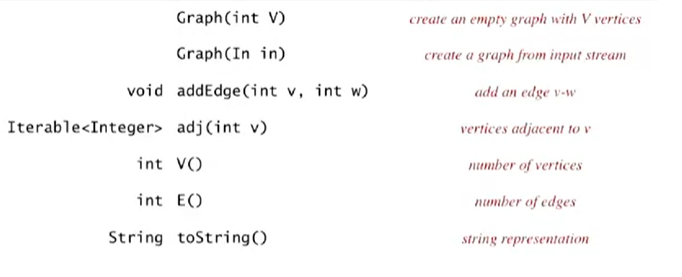 Graph(int V) create an empty graph with V vertices
Graph(In in) create a graph from input stream
void addEdge(int v, int w) add an edge v-w
Iterable<Integer> adj(int v) vertices adjacent to v
int V() number of vertices
int E() number of edges
String toString() string representation